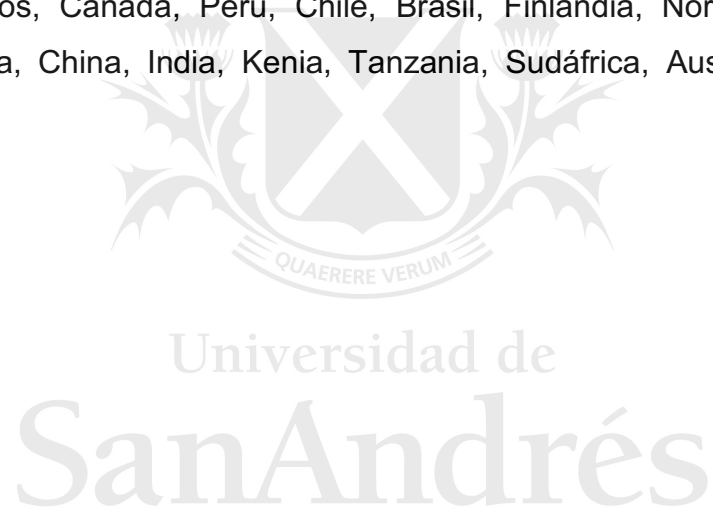 os, Canadá, Perú, Chile, Brasil, Finlandia, Nor
a, China, India, Kenia, Tanzania, Sudáfrica, Aus
QUAERERE VERUM
Universidad de
SanAndrés